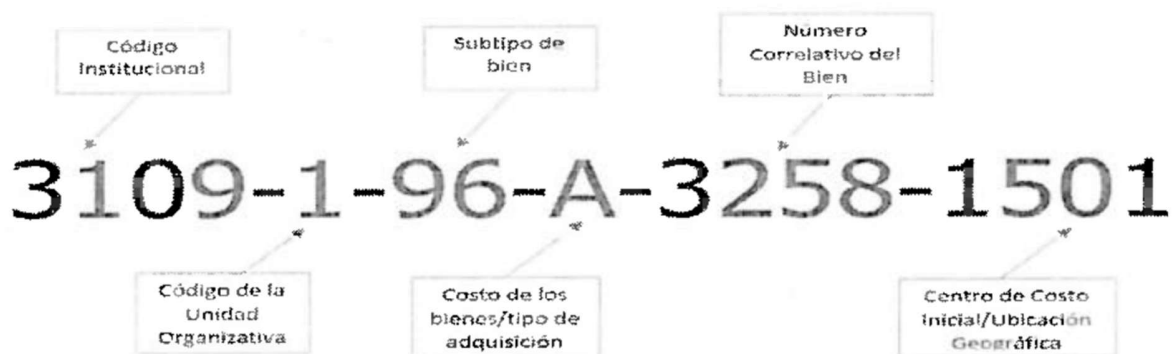 Código
Institucional
Subtipo de
bien
Número
Correlativo del
Bien
3109-1-96-A-3258-1501
Código de la
Unidad
Organizativa
Costo de los
bienes/tipo de
adquisición
Centro de Costo
Inicial/Ubicación
Geográfica